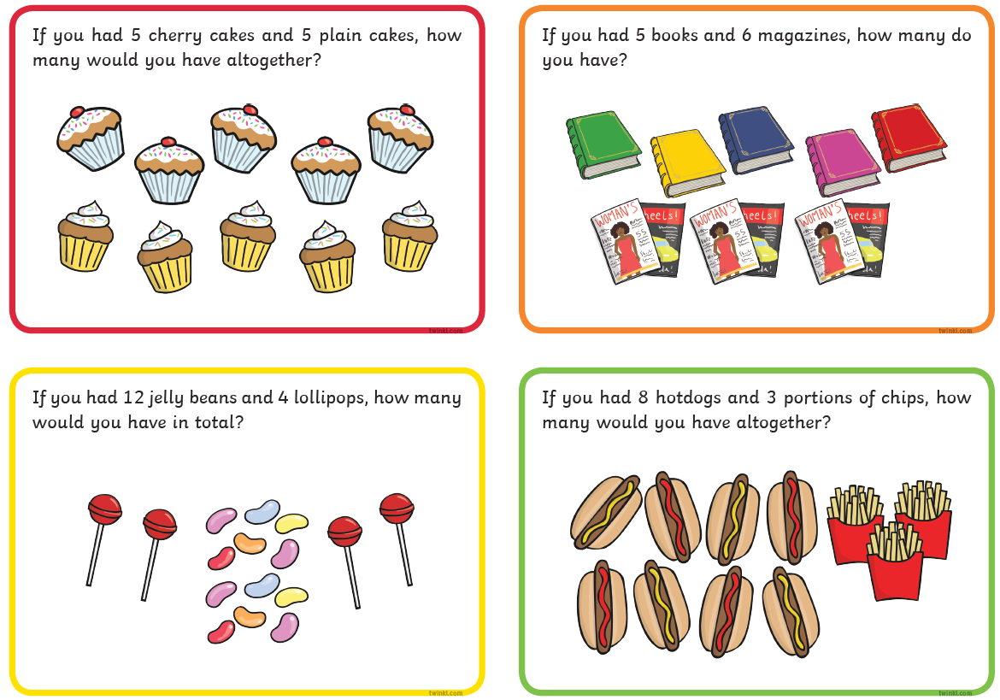 If you had 5 cherry cakes and 5 plain cakes, how
many would you have altogether?
twinkl.com
If you had 5 books and 6 magazines, how many do
you have?
WOMAN'S
heels!
WOMAN'S
heels!
WOMAN'S
heels!
twinkl.com
If you had 12 jelly beans and 4 lollipops, how many
would you have in total?
twinkl.com
If you had 8 hotdogs and 3 portions of chips, how
many would you have altogether?
twinkl.com